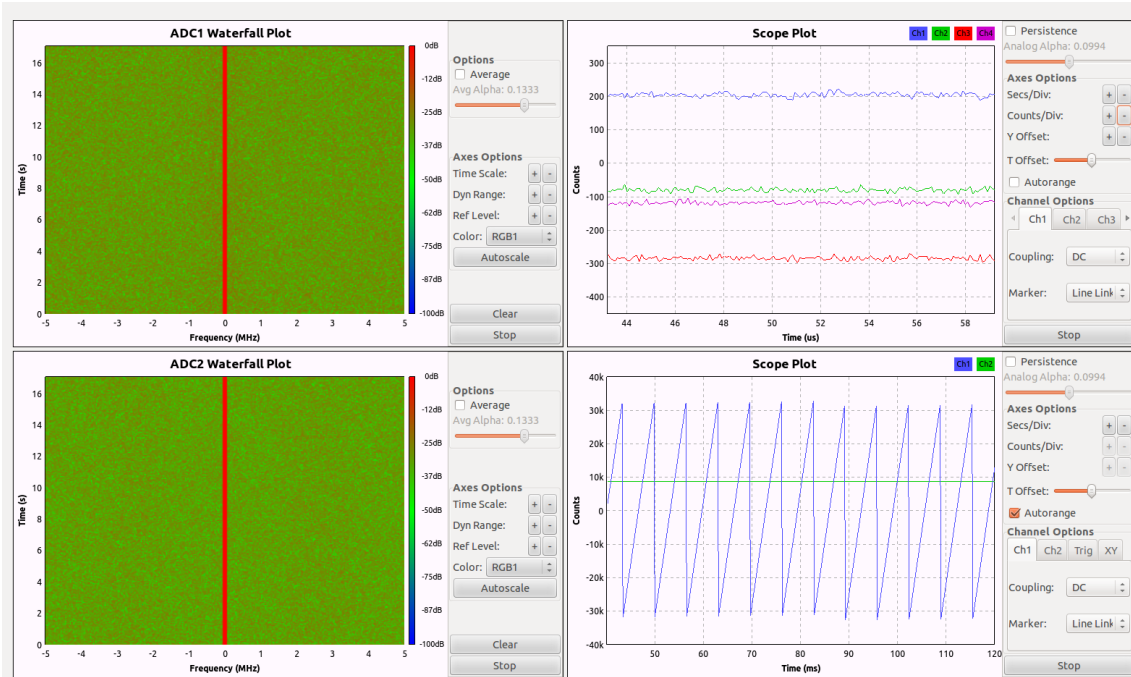 ADC1 Waterfall Plot
16
14
12
10
8
6
4
2
0
Time (s)
-5 -4 -3 -2 -1 0 1 2 3 4 5
Frequency (MHz)
0dB
-12dB
-25dB
-37dB
-50dB
-62dB
-75dB
-87dB
-100dB
Options
Average
Avg Alpha: 0.1333
Axes Options
Time Scale: + -
Dyn Range: + -
Ref Level: + -
Color: RGB1
Autoscale
Clear
Stop
Scope Plot
Ch1 Ch2 Ch3 Ch4
300
200
100
0
-100
-200
-300
-400
Counts
44 46 48 50 52 54 56 58
Time (us)
Persistence
Analog Alpha: 0.0994
Axes Options
Secs/Div: + -
Counts/Div: + -
Y Offset: + -
T Offset:
Autorange
Channel Options
Ch1 Ch2 Ch3
Coupling: DC
Marker: Line Link
Stop
ADC2 Waterfall Plot
16
14
12
10
8
6
4
2
0
Time (s)
-5 -4 -3 -2 -1 0 1 2 3 4 5
Frequency (MHz)
0dB
-12dB
-25dB
-37dB
-50dB
-62dB
-75dB
-87dB
-100dB
Options
Average
Avg Alpha: 0.1333
Axes Options
Time Scale: + -
Dyn Range: + -
Ref Level: + -
Color: RGB1
Autoscale
Clear
Stop
Scope Plot
Ch1 Ch2
40k
30k
20k
10k
0
-10k
-20k
-30k
-40k
Counts
50 60 70 80 90 100 110 120
Time (ms)
Persistence
Analog Alpha: 0.0994
Axes Options
Secs/Div: + -
Counts/Div: + -
Y Offset: + -
T Offset:
Autorange
Channel Options
Ch1 Ch2 Trig XY
Coupling: DC
Marker: Line Link
Stop